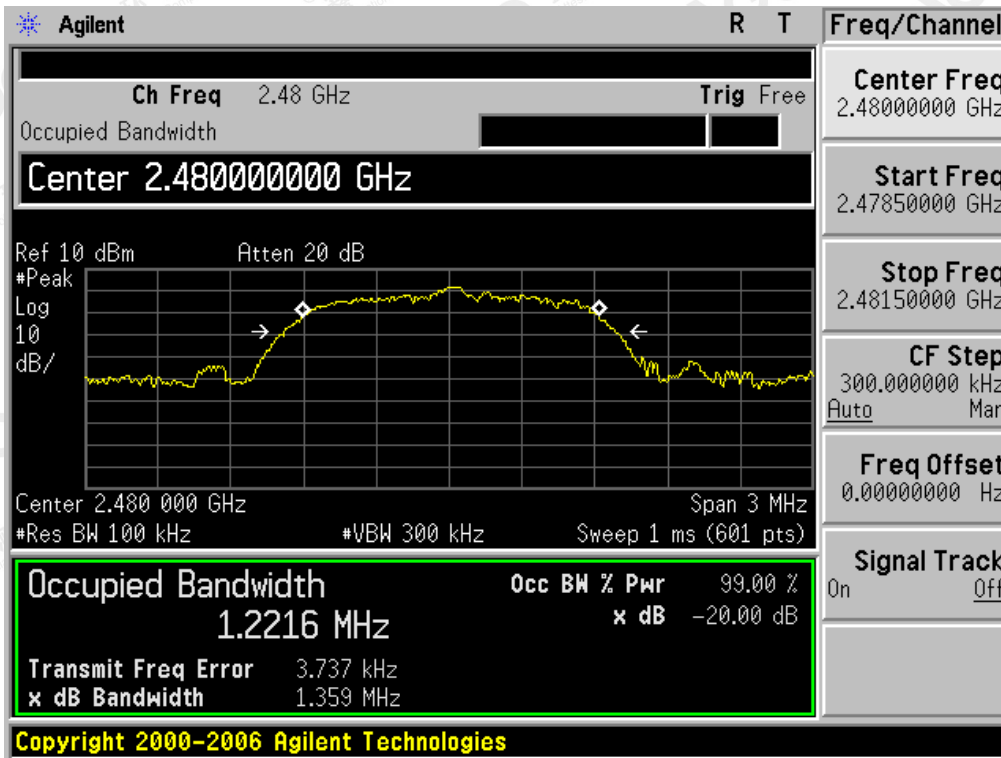 Agilent R T Freq/Channel
Ch Freq 2.48 GHz Trig Free
Occupied Bandwidth
Center 2.480000000 GHz
Ref 10 dBm Atten 20 dB
#Peak
Log
10
dB/
Center 2.480 000 GHz Span 3 MHz
#Res BW 100 kHz #VBW 300 kHz Sweep 1 ms (601 pts)
Occupied Bandwidth Occ BW % Pwr 99.00 %
1.2216 MHz x dB -20.00 dB
Transmit Freq Error 3.737 kHz
x dB Bandwidth 1.359 MHz
Copyright 2000-2006 Agilent Technologies
Center Freq
2.48000000 GHz
Start Freq
2.47850000 GHz
Stop Freq
2.48150000 GHz
CF Step
300.000000 kHz
Auto Man
Freq Offset
0.00000000 Hz
Signal Track
On Off